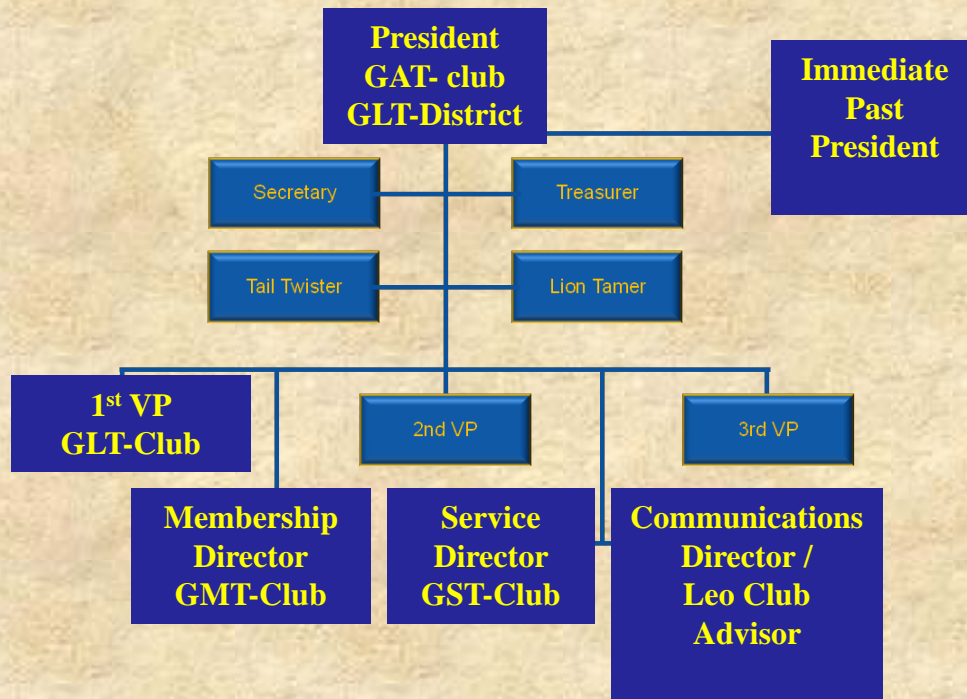 President
GAT- club
GLT-District
Immediate
Past
President
Secretary
Treasurer
Tail Twister
Lion Tamer
1st VP
GLT-Club
2nd VP
3rd VP
Membership
Director
GMT-Club
Service
Director
GST-Club
Communications
Director /
Leo Club
Advisor